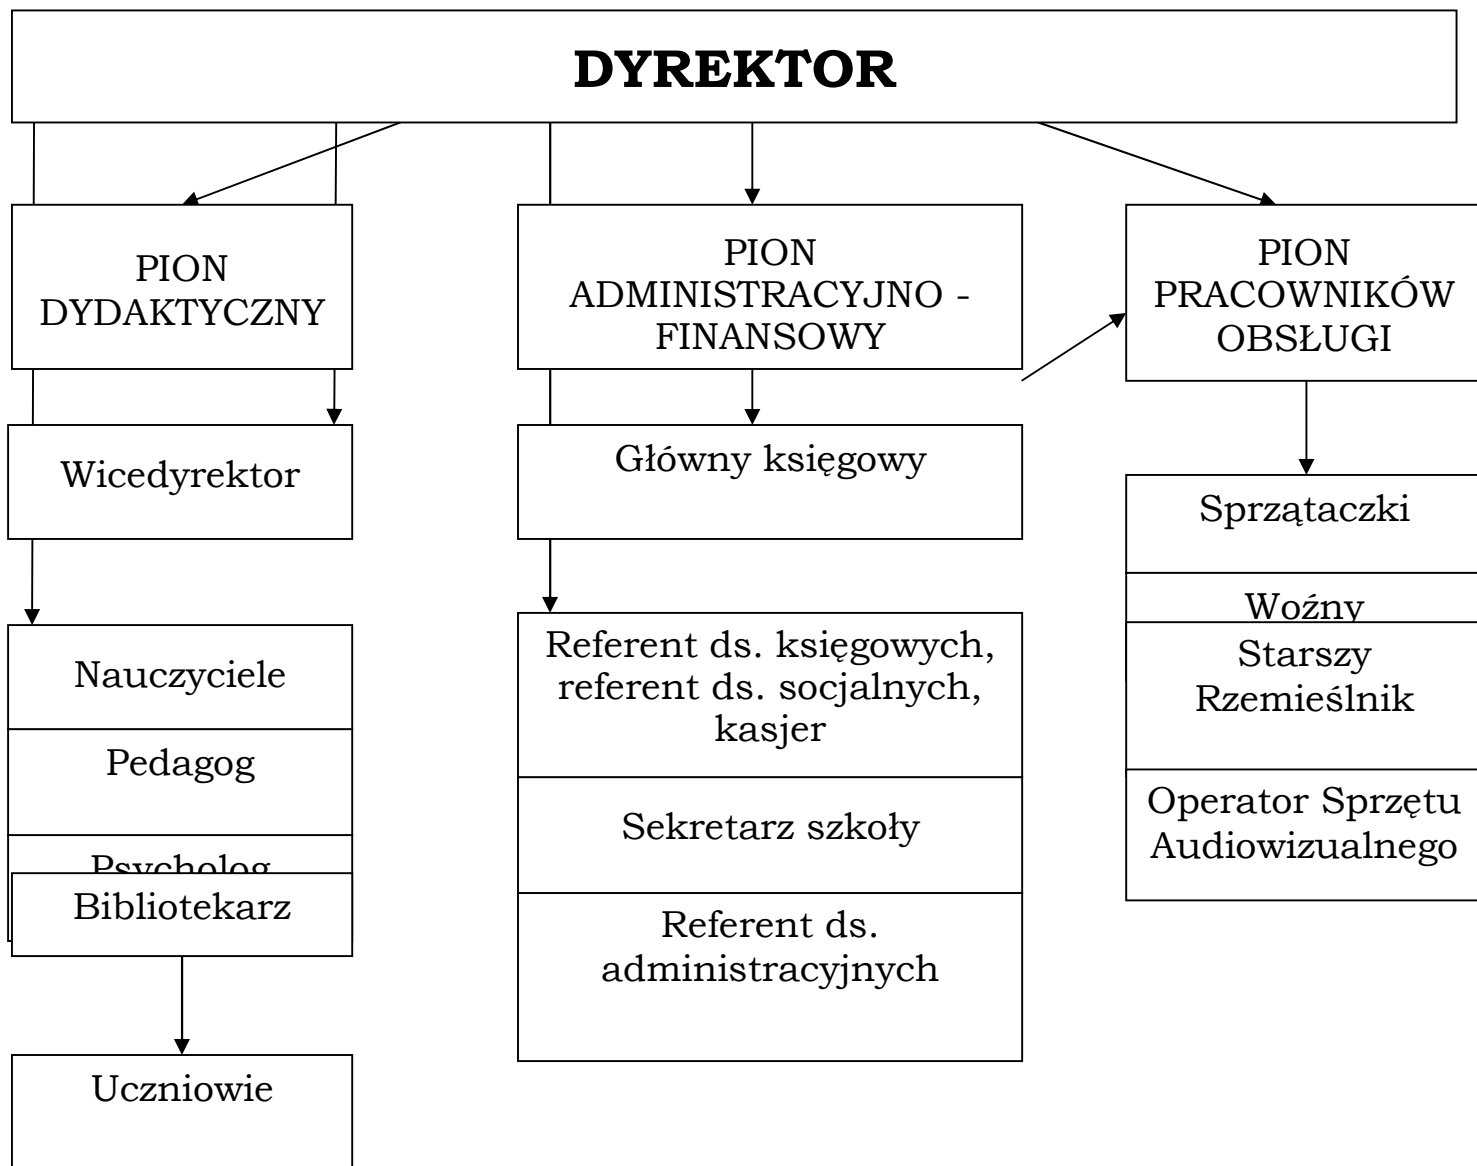 DYREKTOR
PION
DYDAKTYCZNY
Wicedyrektor
Nauczyciele
Pedagog
Psycholog
Bibliotekarz
Uczniowie
PION
ADMINISTRACYJNO -
FINANSOWY
Główny księgowy
Referent ds. księgowych,
referent ds. socjalnych,
kasjer
Sekretarz szkoły
Referent ds.
administracyjnych
PION
PRACOWNIKÓW
OBSŁUGI
Sprzątaczki
Woźny
Starszy
Rzemieślnik
Operator Sprzętu
Audiowizualnego